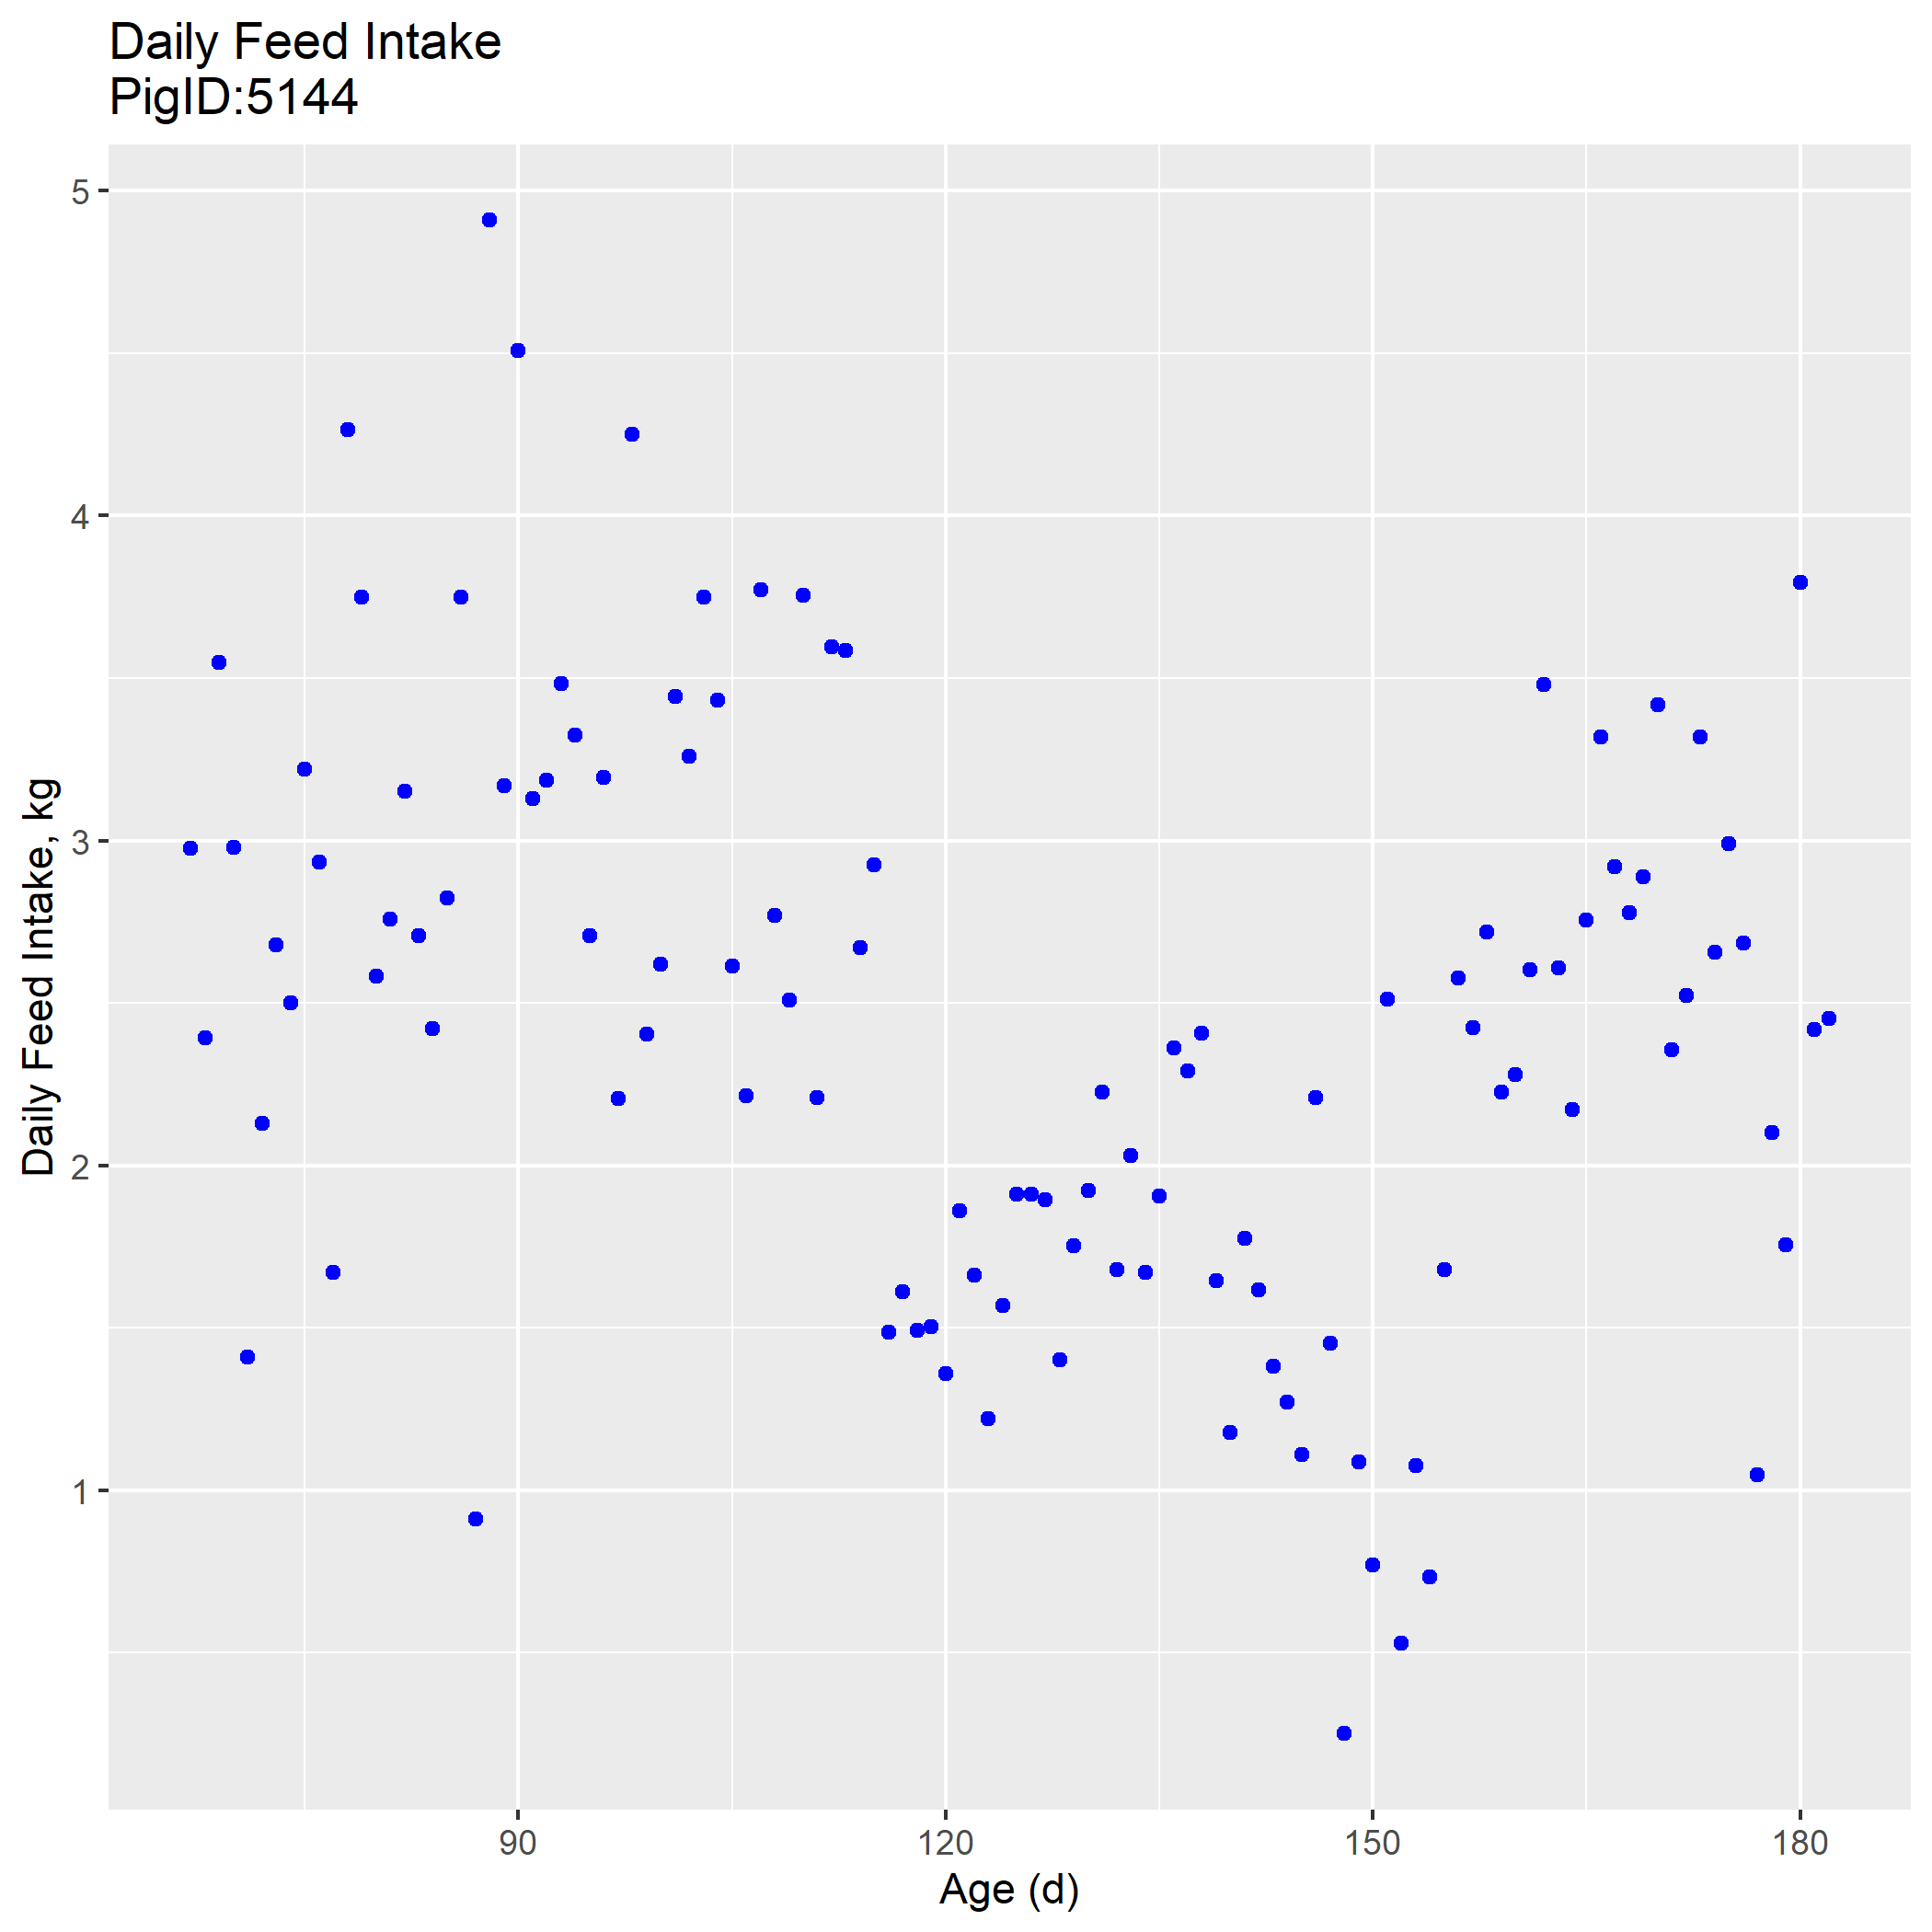 Daily Feed Intake
PigID:5144
5
4
3
2
1
Daily Feed Intake, kg
90
120
150
180
Age (d)